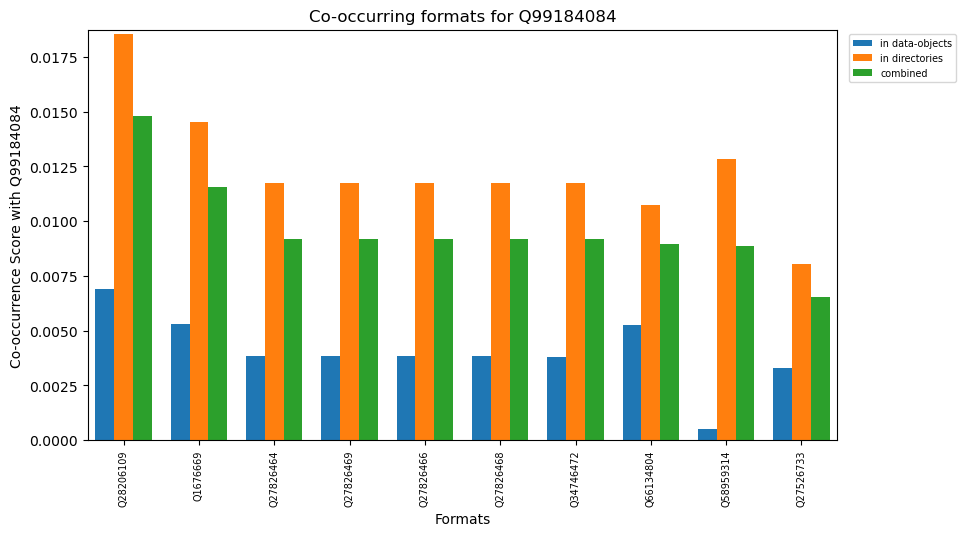 Co-occurring formats for Q99184084
in data-objects
in directories
combined
Co-occurrence Score with Q99184084
0.0175
0.0150
0.0125
0.0100
0.0075
0.0050
0.0025
0.0000
Q28206109
Q1676669
Q27826464
Q27826469
Q27826466
Q27826468
Q34746472
Q66134804
Q58959314
Q27526733
Formats